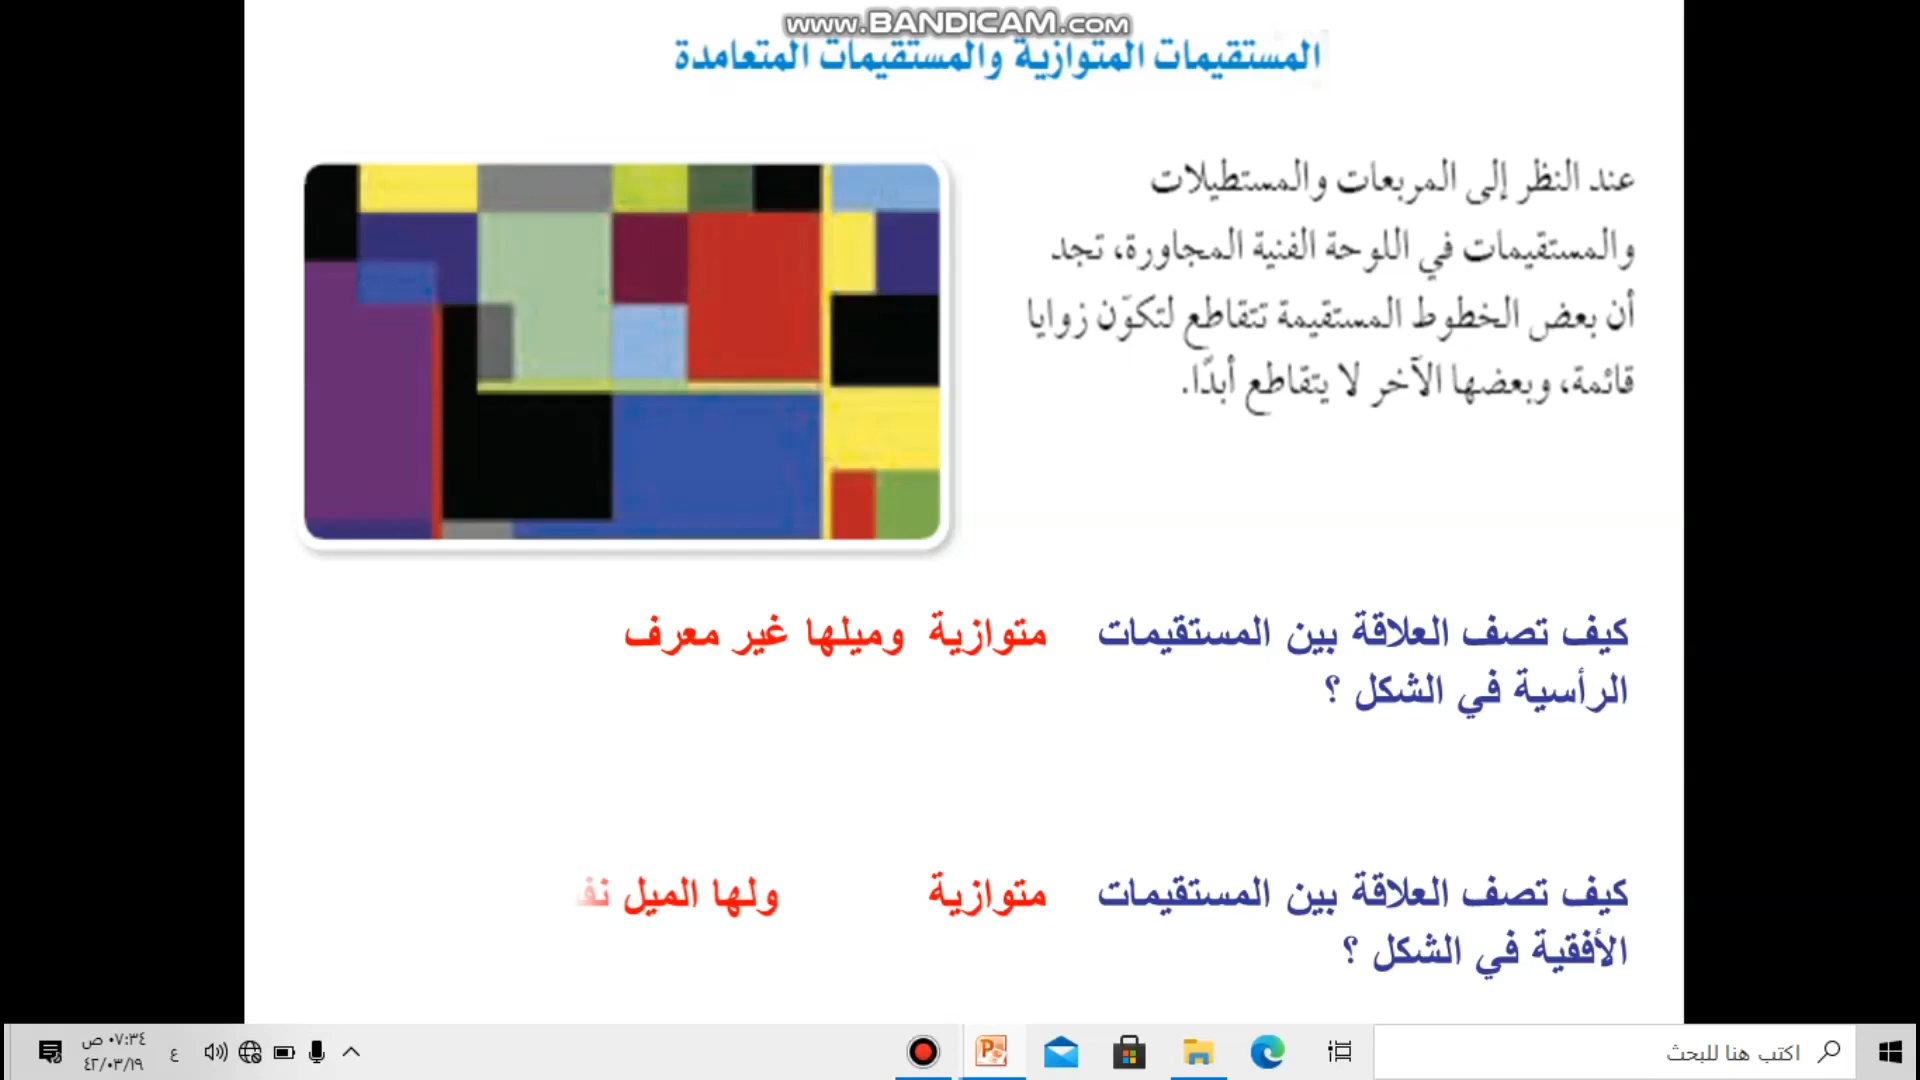 www.BANDICAM.com
المستقيمات المتوازية والمستقيمات المتعامدة
عند النظر إلى المربعات والمستطيلات
والمستقيمات في اللوحة الفنية المجاورة، تجد
أن بعض الخطوط المستقيمة تتقاطع لتكوّن زوايا
قائمة، وبعضها الآخر لا يتقاطع أبدًا.
كيف تصف العلاقة بين المستقيمات متوازية وميلها غير معرف
الرأسية في الشكل ؟
كيف تصف العلاقة بين المستقيمات متوازية ولها الميل
الأفقية في الشكل ؟
اكتب هنا للبحث
ع
٠٧:٣٤ ص
٤٢/٠٣/١٩